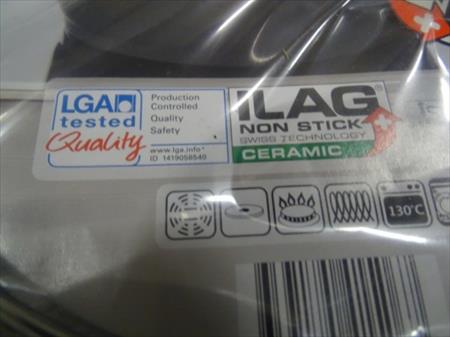 LGA
tested
Quality
Production
Controlled
Quality
Safety
www.lga.info
ID 1419058540
ILAG®
NON STICK
SWISS TECHNOLOGY
CERAMIC
130°C